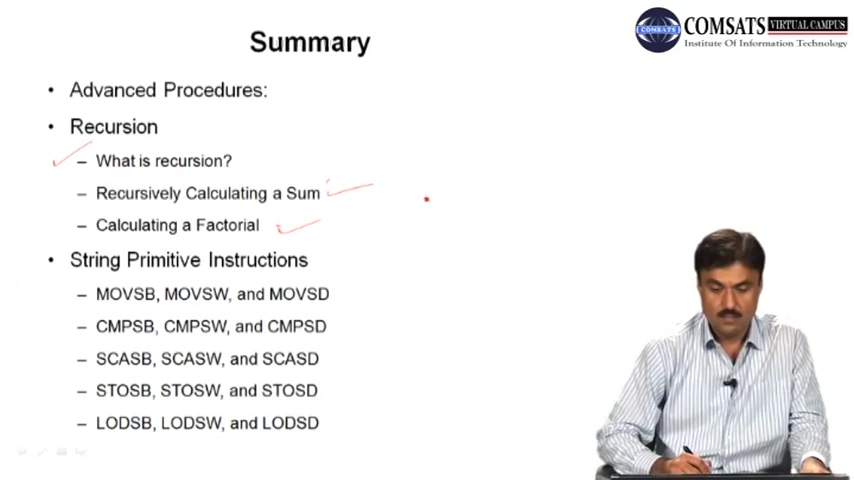 Summary
COMSATS VIRTUAL CAMPUS
COMSATS
Institute Of Information Technology
• Advanced Procedures:
• Recursion
– What is recursion?
– Recursively Calculating a Sum
– Calculating a Factorial
• String Primitive Instructions
– MOVSB, MOVSW, and MOVSD
– CMPSB, CMPSW, and CMPSD
– SCASB, SCASW, and SCASD
– STOSB, STOSW, and STOSD
– LODSB, LODSW, and LODSD